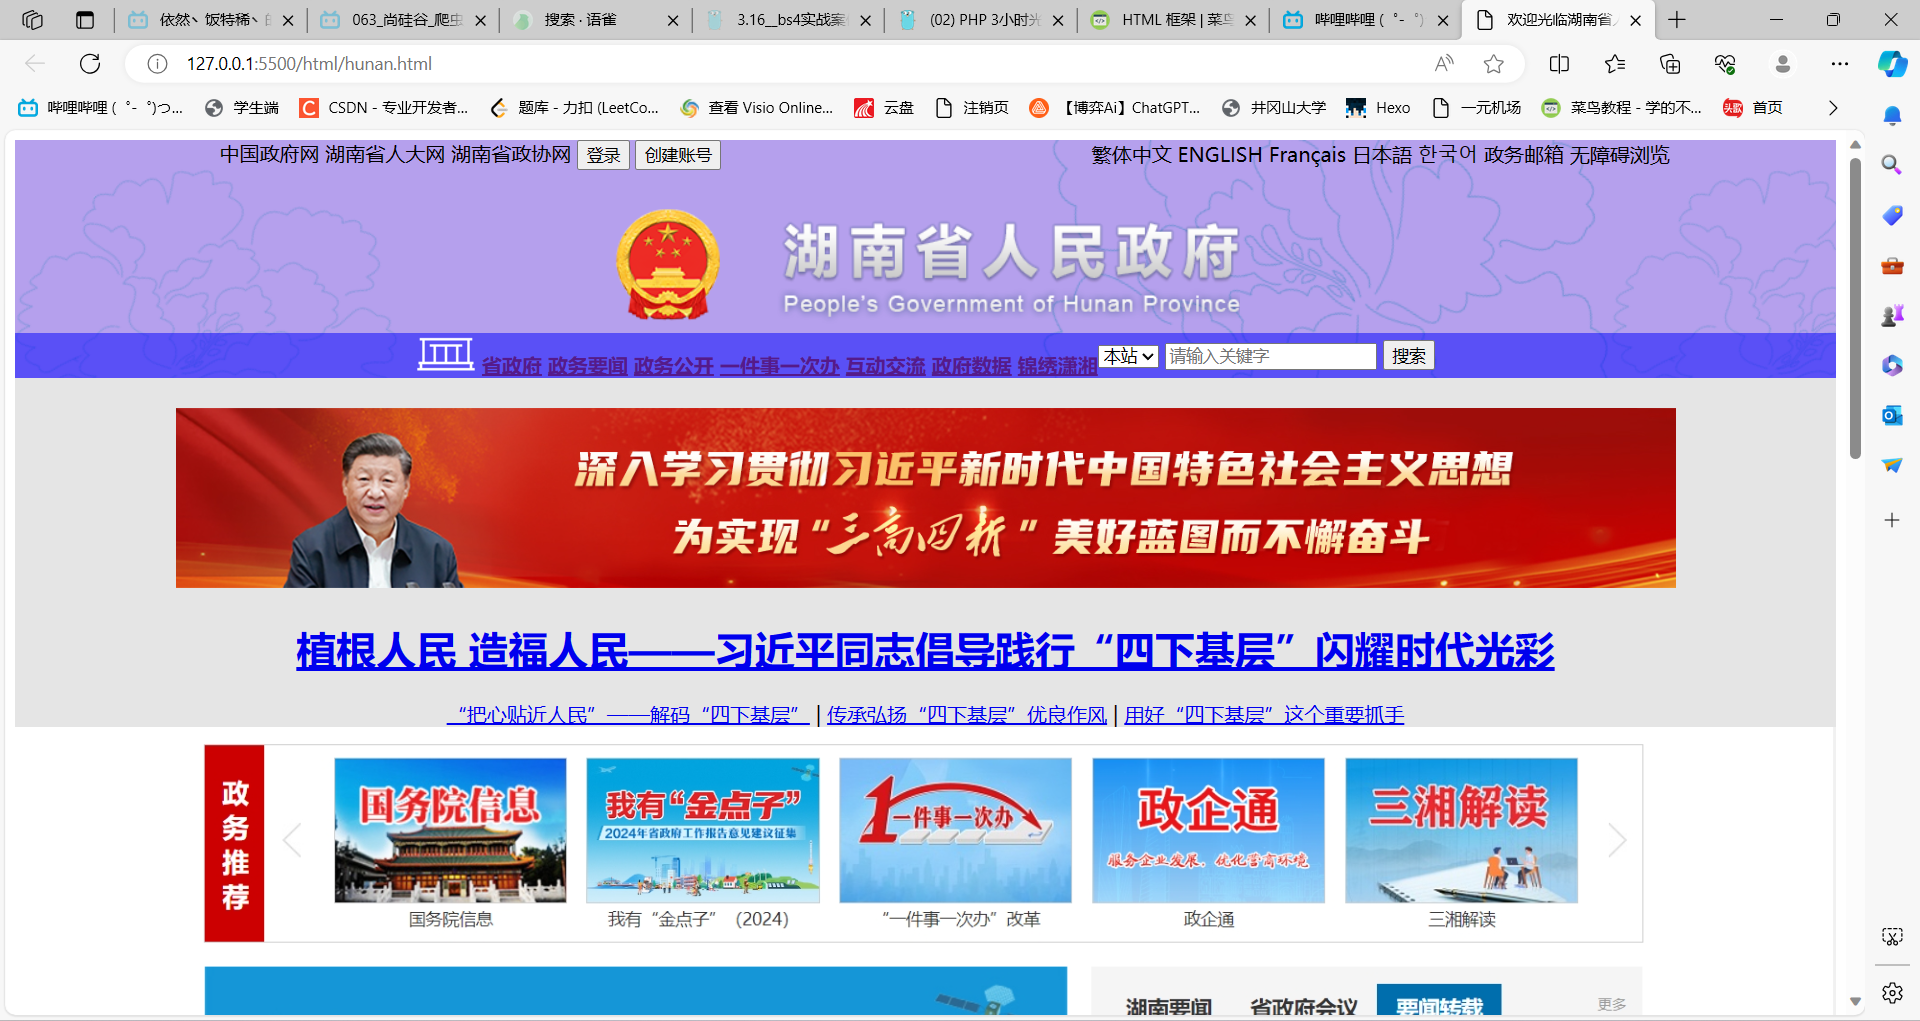 依然丶饭特稀丶
063_尚硅谷_爬虫
搜索 · 语雀
3.16__bs4实战案
(02) PHP 3小时光
HTML 框架 | 菜鸟
哔哩哔哩 (゜-゜)
欢迎光临湖南省人
127.0.0.1:5500/html/hunan.html
哔哩哔哩 (゜-゜)つ...
学生端
CSDN - 专业开发者...
题库 - 力扣 (LeetCo...
查看 Visio Online...
云盘
注销页
【博弈Ai】ChatGPT...
井冈山大学
Hexo
一元机场
菜鸟教程 - 学的不...
首页
中国政府网 湖南省人大网 湖南省政协网 登录 创建账号
繁体中文 ENGLISH Français 日本語 한국어 政务邮箱 无障碍浏览
湖南省人民政府
People's Government of Hunan Province
省政府 政务要闻 政务公开 一件事一次办 互动交流 政府数据 锦绣潇湘 本站 请输入关键字 搜索
深入学习贯彻习近平新时代中国特色社会主义思想
为实现“三高四新”美好蓝图而不懈奋斗
植根人民 造福人民——习近平同志倡导践行“四下基层”闪耀时代光彩
“把心贴近人民”——解码“四下基层” | 传承弘扬“四下基层”优良作风 | 用好“四下基层”这个重要抓手
政务推荐
国务院信息
我有“金点子”
2024年省政府工作报告意见建议征集
1一件事一次办
政企通
服务企业发展，优化营商环境
三湘解读
国务院信息
我有“金点子”（2024）
“一件事一次办”改革
政企通
三湘解读
湖南要闻
省政府会议
要闻转载
更多